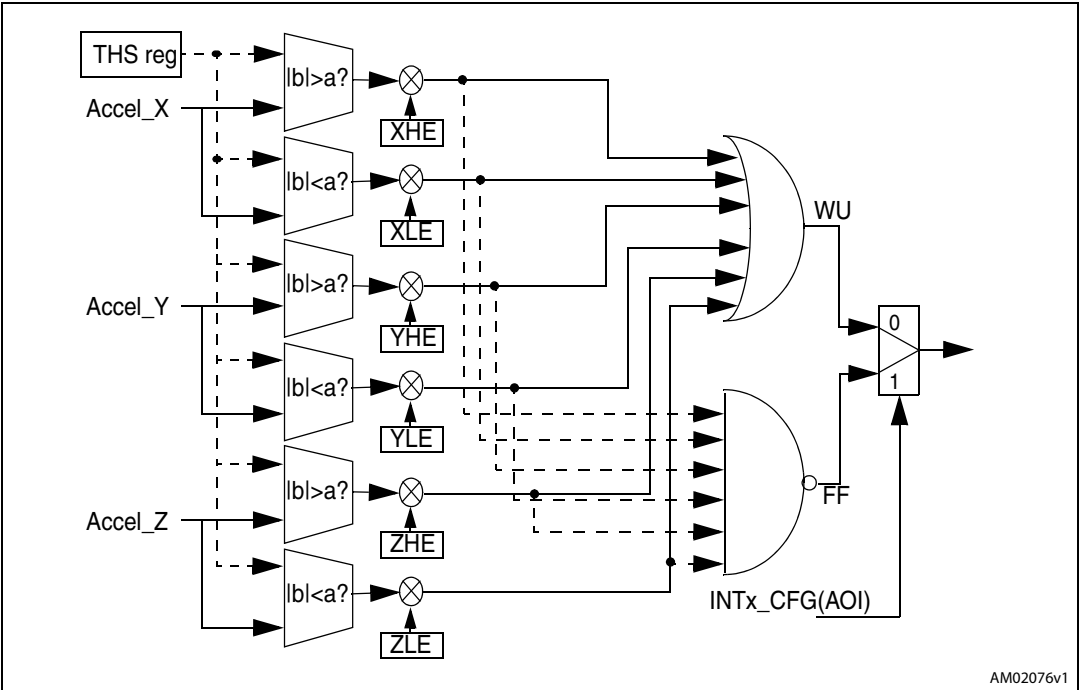 THS reg
|b|>a?
Accel_X
XHE
|b|<a?
XLE
WU
|b|>a?
Accel_Y
YHE
0
|b|<a?
1
YLE
|b|>a?
FF
Accel_Z
ZHE
|b|<a?
INTx_CFG(AOI)
ZLE
AM02076v1